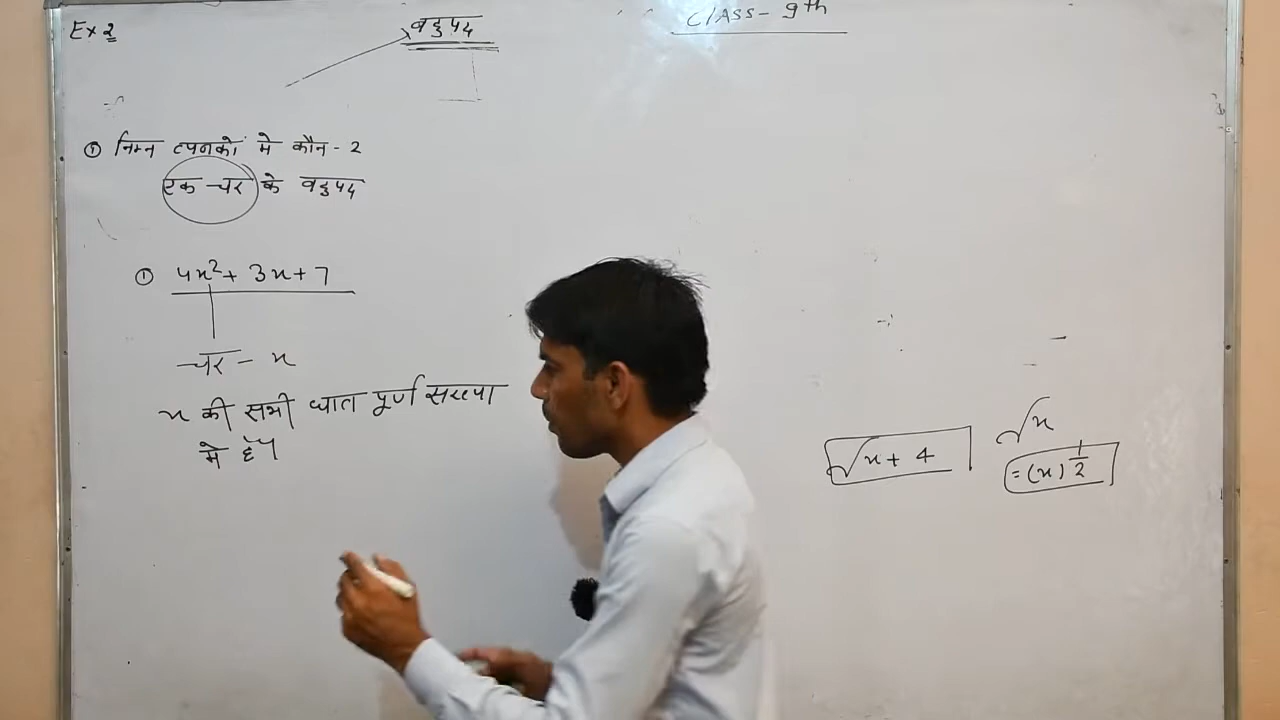 Ex 2
बहुपद
CLASS- 9th
① निम्न व्यंजकों में कौन-2
एक चर के बहुपद
① 4x²+ 3x+7
चर - x
x की सभी घात पूर्ण संख्या
में हैं।
√x+ 4
√x
=(x)^1/2